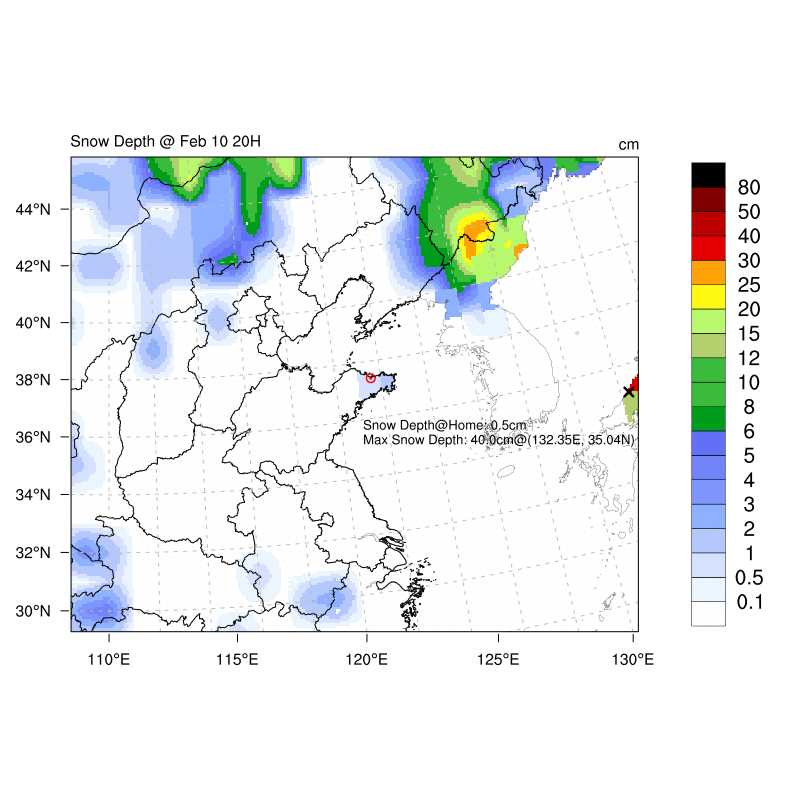 Snow Depth @ Feb 10 20H
cm
44°N
42°N
40°N
38°N
36°N
34°N
32°N
30°N
110°E
115°E
120°E
125°E
130°E
Snow Depth@Home: 0.5cm
Max Snow Depth: 40.0cm@(132.35E, 35.04N)
80
50
40
30
25
20
15
12
10
8
6
5
4
3
2
1
0.5
0.1